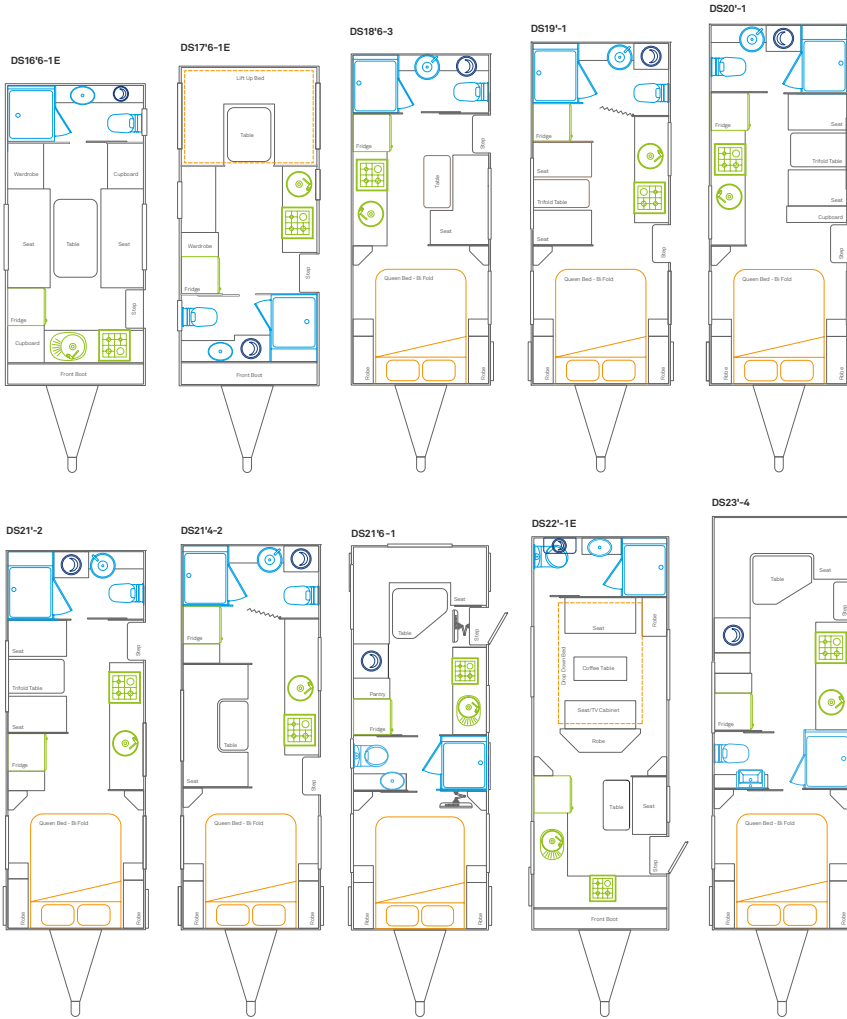 DS16'6-1E
Wardrobe
Cupboard
Seat
Table
Seat
Fridge
Step
Cupboard
Front Boot
DS17'6-1E
Lift Up Bed
Table
Wardrobe
Step
Fridge
Front Boot
DS18'6-3
Step
Fridge
Table
Seat
Queen Bed - Bi Fold
Robe
Robe
DS19'-1
Fridge
Seat
Trifold Table
Seat
Step
Queen Bed - Bi Fold
Robe
Robe
DS20'-1
Fridge
Seat
Trifold Table
Seat
Cupboard
Step
Queen Bed - Bi Fold
Robe
Robe
DS21'-2
Step
Seat
Trifold Table
Seat
Fridge
Queen Bed - Bi Fold
Robe
Robe
DS21'4-2
Fridge
Table
Seat
Step
Queen Bed - Bi Fold
Robe
Robe
DS21'6-1
Seat
Table
Step
Pantry
Fridge
Robe
Robe
DS22'-1E
Robe
Seat
Drop Down Bed
Coffee Table
Seat/TV Cabinet
Robe
Table
Seat
Step
Front Boot
DS23'-4
Table
Seat
Step
Fridge
Queen Bed - Bi Fold
Robe
Robe